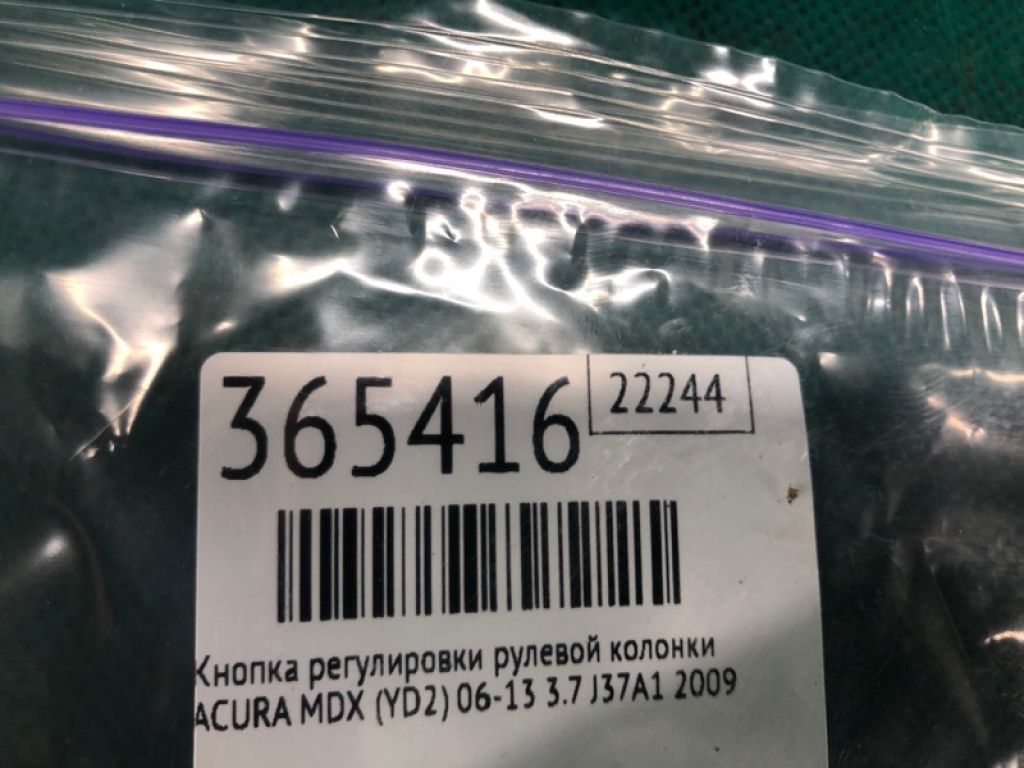 365416
22244
Кнопка регулировки рулевой колонки
ACURA MDX (YD2) 06-13 3.7 J37A1 2009